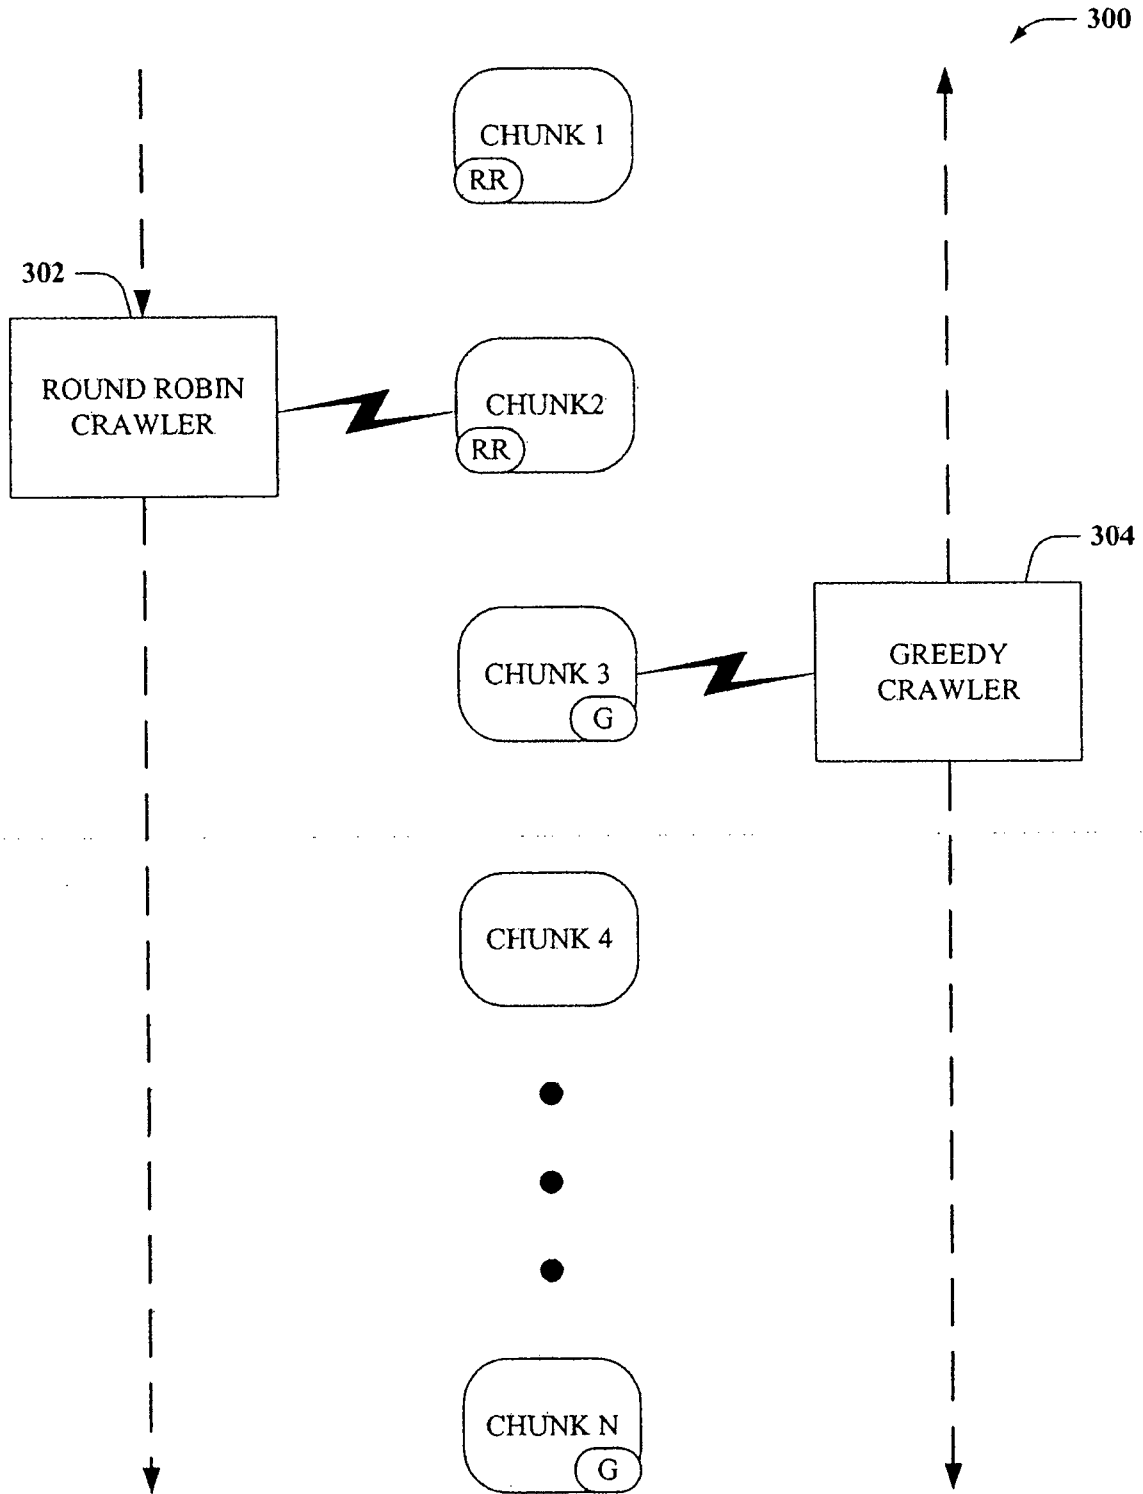 300
CHUNK 1
RR
302
ROUND ROBIN
CRAWLER
CHUNK2
RR
304
GREEDY
CRAWLER
CHUNK 3
G
CHUNK 4
CHUNK N
G